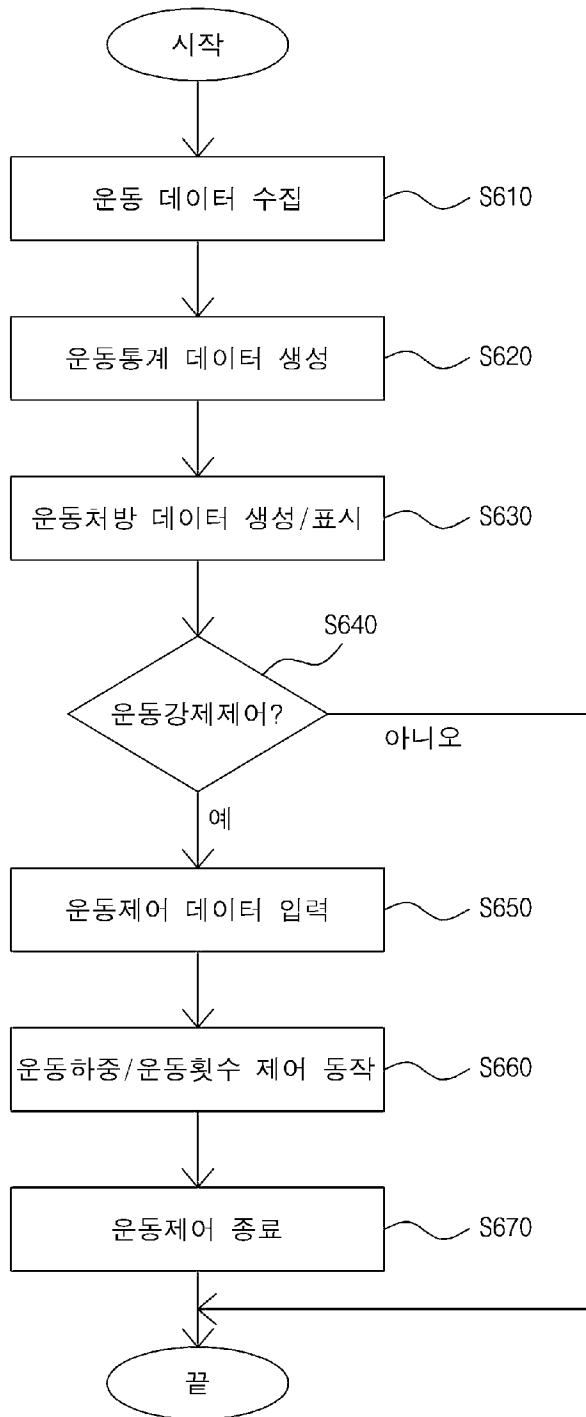 시작
운동 데이터 수집
S610
운동통계 데이터 생성
S620
운동처방 데이터 생성/표시
S630
S640
운동강제제어?
아니오
예
운동제어 데이터 입력
S650
운동하중/운동횟수 제어 동작
S660
운동제어 종료
S670
끝